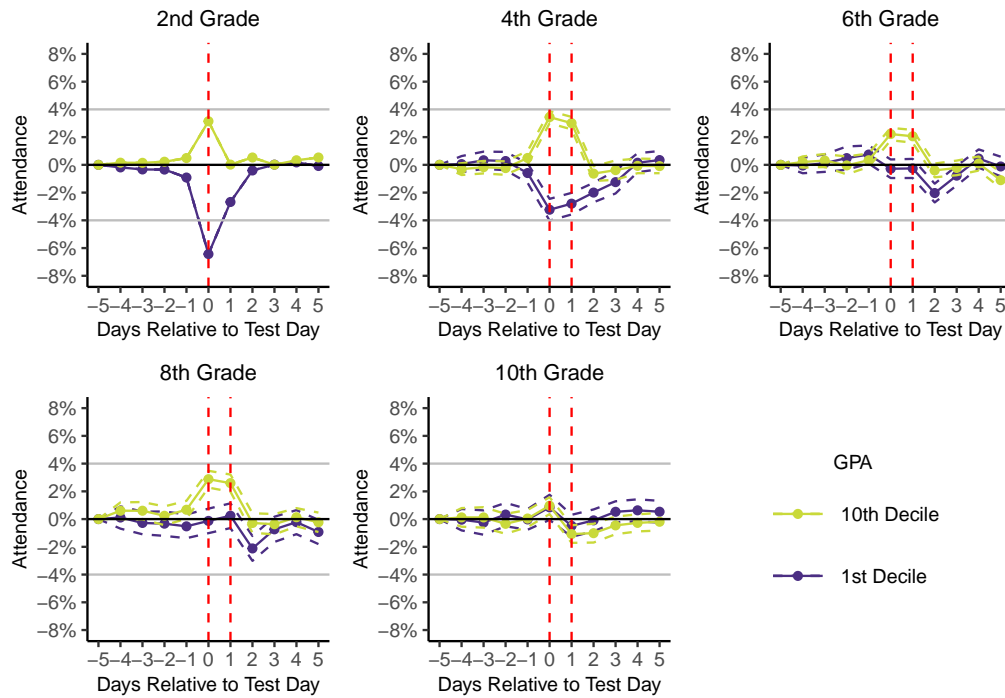 2nd Grade
8%
6%
4%
2%
0%
−2%
−4%
−6%
−8%
Attendance
−5 −4 −3 −2 −1 0 1 2 3 4 5
Days Relative to Test Day
4th Grade
8%
6%
4%
2%
0%
−2%
−4%
−6%
−8%
Attendance
−5 −4 −3 −2 −1 0 1 2 3 4 5
Days Relative to Test Day
6th Grade
8%
6%
4%
2%
0%
−2%
−4%
−6%
−8%
Attendance
−5 −4 −3 −2 −1 0 1 2 3 4 5
Days Relative to Test Day
8th Grade
8%
6%
4%
2%
0%
−2%
−4%
−6%
−8%
Attendance
−5 −4 −3 −2 −1 0 1 2 3 4 5
Days Relative to Test Day
10th Grade
8%
6%
4%
2%
0%
−2%
−4%
−6%
−8%
Attendance
−5 −4 −3 −2 −1 0 1 2 3 4 5
Days Relative to Test Day
GPA
10th Decile
1st Decile